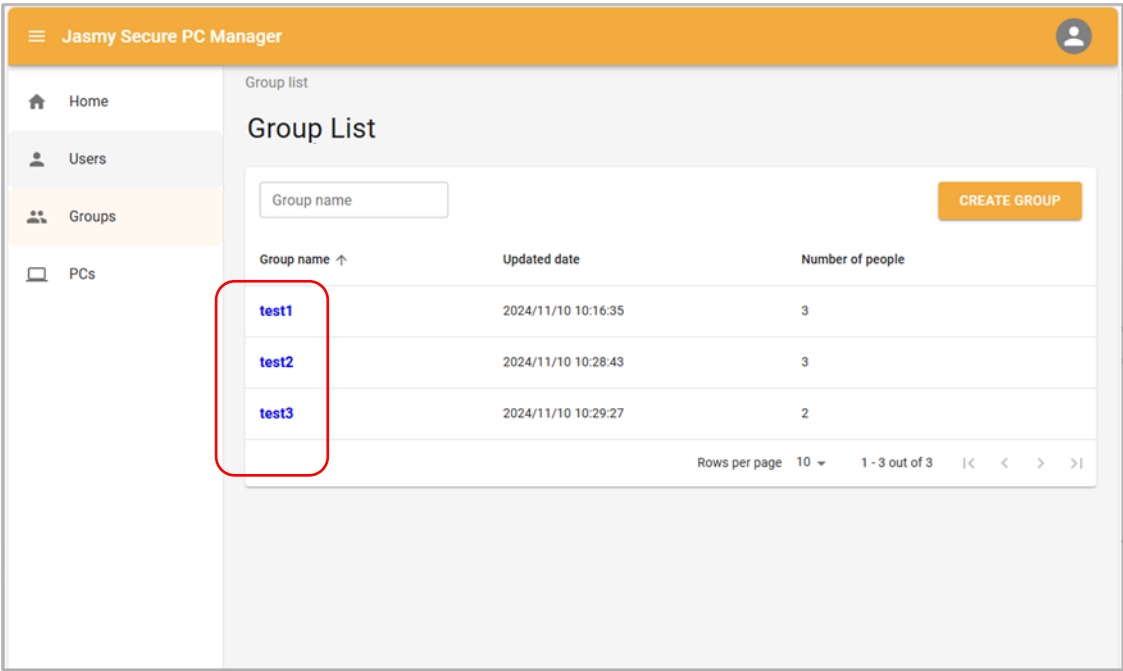 Jasmy Secure PC Manager
Home
Users
Groups
PCs
Group list
Group List
Group name
CREATE GROUP
Group name Updated date Number of people
test1 2024/11/10 10:16:35 3
test2 2024/11/10 10:28:43 3
test3 2024/11/10 10:29:27 2
Rows per page 10 1 - 3 out of 3